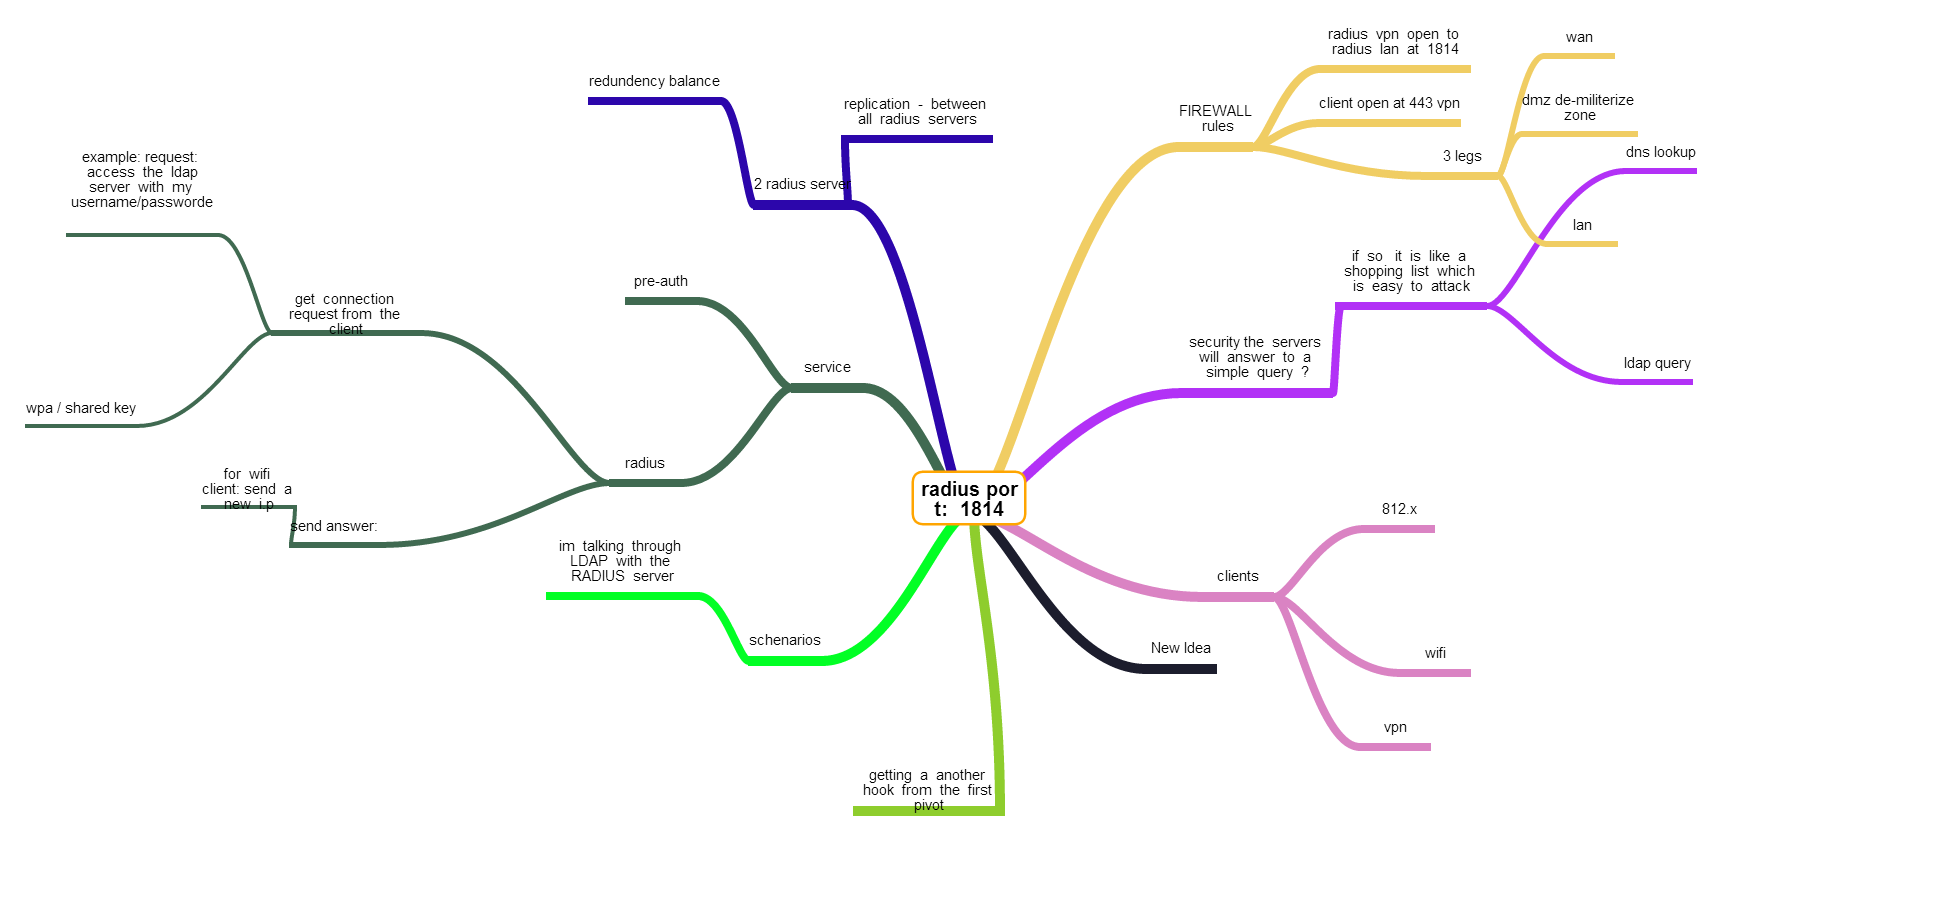 radius vpn open to
radius lan at 1814
wan
redundency balance
replication - between
all radius servers
client open at 443 vpn
dmz de-militerize
zone
FIREWALL
rules
3 legs
dns lookup
example: request:
access the ldap
server with my
username/passworde
2 radius server
lan
if so it is like a
shopping list which
is easy to attack
pre-auth
get connection
request from the
client
security the servers
will answer to a
simple query ?
ldap query
service
wpa / shared key
radius
for wifi
client: send a
new i.p
send answer:
radius por
t: 1814
812.x
im talking through
LDAP with the
RADIUS server
clients
schenarios
New Idea
wifi
vpn
getting a another
hook from the first
pivot